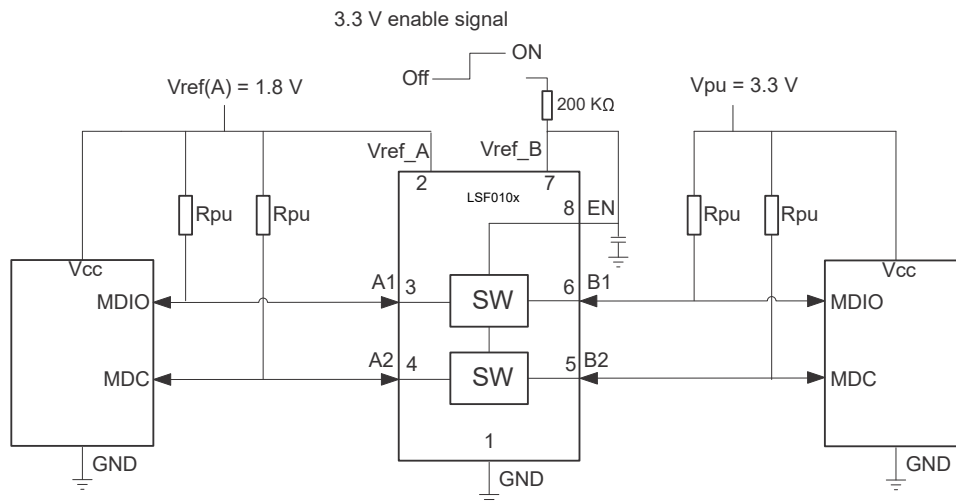 3.3 V enable signal
ON
Off
Vref(A) = 1.8 V
Vpu = 3.3 V
200 KΩ
Vref_A
Vref_B
2
7
LSF010x
8
EN
Rpu
Rpu
Rpu
Rpu
Vcc
Vcc
MDIO
A1
3
SW
6
B1
MDIO
MDC
A2
4
SW
5
B2
MDC
1
GND
GND
GND